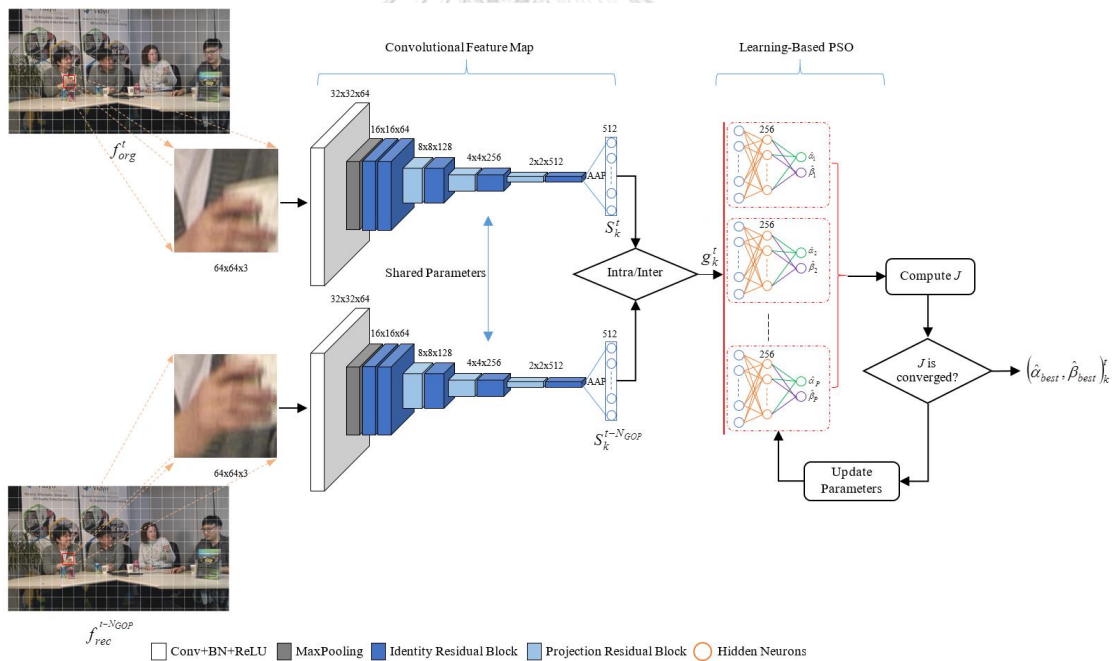 Convolutional Feature Map
Learning-Based PSO
f_org^t
64x64x3
32x32x64
16x16x64
8x8x128
4x4x256
2x2x512
AAP
512
S_k^t
Shared Parameters
Intra/Inter
g_k^t
256
α̂_1
β̂_1
256
α̂_2
β̂_2
256
α̂_P
β̂_P
Compute J
J is
converged?
(α̂_best, β̂_best)_k^t
Update
Parameters
32x32x64
16x16x64
8x8x128
4x4x256
2x2x512
AAP
512
S_k^{t-N_GOP}
64x64x3
f_rec^{t-N_GOP}
Conv+BN+ReLU
MaxPooling
Identity Residual Block
Projection Residual Block
Hidden Neurons